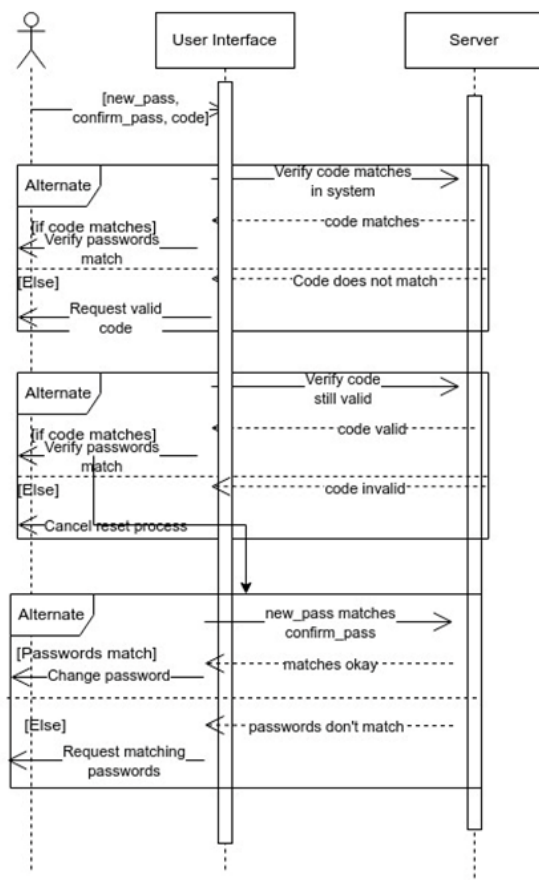 User Interface
Server
[new_pass,
confirm_pass, code]
Alternate
Verify code matches
in system
[if code matches]
code matches
Verify passwords
match
[Else]
Code does not match
Request valid
code
Alternate
Verify code
still valid
[if code matches]
code valid
Verify passwords
match
[Else]
code invalid
Cancel reset process
Alternate
new_pass matches
confirm_pass
[Passwords match]
matches okay
Change password
[Else]
passwords don't match
Request matching
passwords